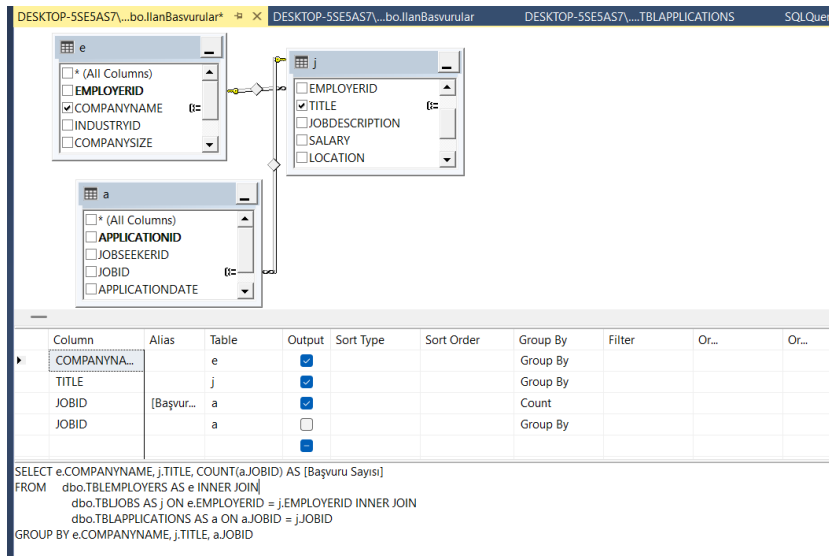 DESKTOP-5SE5AS7\...bo.IlanBasvurular* DESKTOP-5SE5AS7\...bo.IlanBasvurular DESKTOP-5SE5AS7\....TBLAPPLICATIONS SQLQuer
e
* (All Columns)
EMPLOYERID
COMPANYNAME
INDUSTRYID
COMPANYSIZE
j
EMPLOYERID
TITLE
JOBDESCRIPTION
SALARY
LOCATION
a
* (All Columns)
APPLICATIONID
JOBSEEKERID
JOBID
APPLICATIONDATE
Column Alias Table Output Sort Type Sort Order Group By Filter Or... Or...
COMPANYNA... e Group By
TITLE j Group By
JOBID [Başvur... a Count
JOBID a Group By
SELECT e.COMPANYNAME, j.TITLE, COUNT(a.JOBID) AS [Başvuru Sayısı]
FROM dbo.TBLEMPLOYERS AS e INNER JOIN
dbo.TBLJOBS AS j ON e.EMPLOYERID = j.EMPLOYERID INNER JOIN
dbo.TBLAPPLICATIONS AS a ON a.JOBID = j.JOBID
GROUP BY e.COMPANYNAME, j.TITLE, a.JOBID